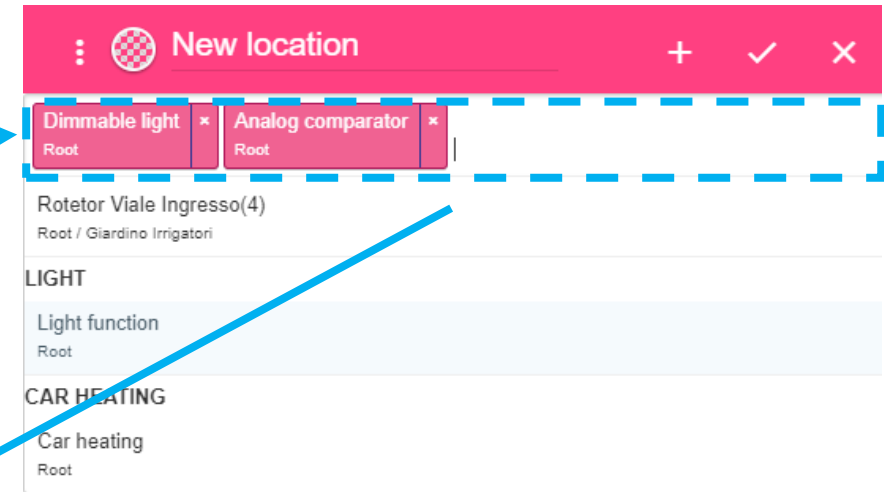 New location
Dimmable light
Root
Analog comparator
Root
Rotetor Viale Ingresso(4)
Root / Giardino Irrigatori
LIGHT
Light function
Root
CAR HEATING
Car heating
Root